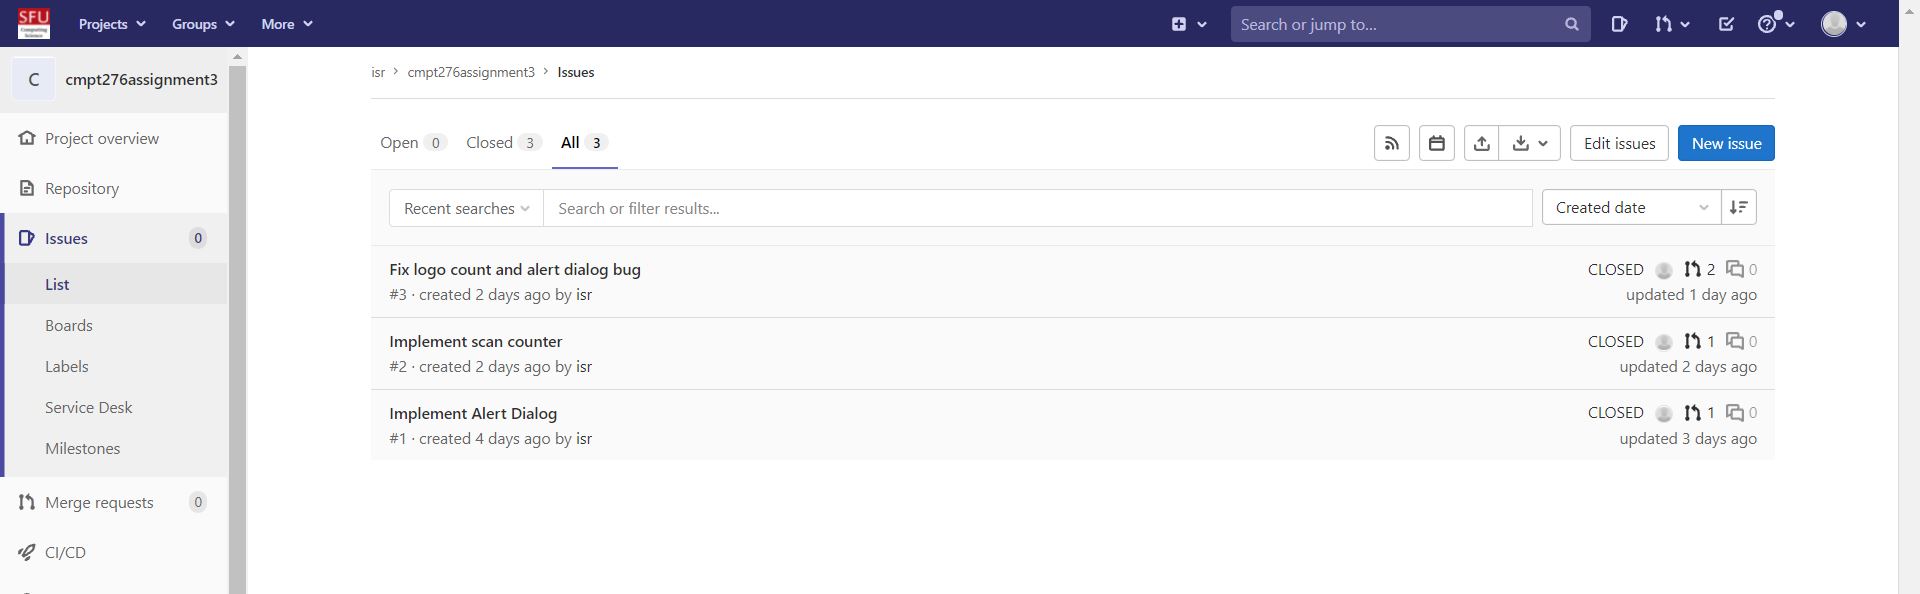 SFU
Computing
Science
Projects Groups More
Search or jump to...
C cmpt276assignment3
Project overview
Repository
Issues 0
List
Boards
Labels
Service Desk
Milestones
Merge requests 0
CI/CD
isr > cmpt276assignment3 > Issues
Open 0 Closed 3 All 3
Edit issues New issue
Recent searches Search or filter results... Created date
Fix logo count and alert dialog bug CLOSED 2 0
#3 · created 2 days ago by isr updated 1 day ago
Implement scan counter CLOSED 1 0
#2 · created 2 days ago by isr updated 2 days ago
Implement Alert Dialog CLOSED 1 0
#1 · created 4 days ago by isr updated 3 days ago